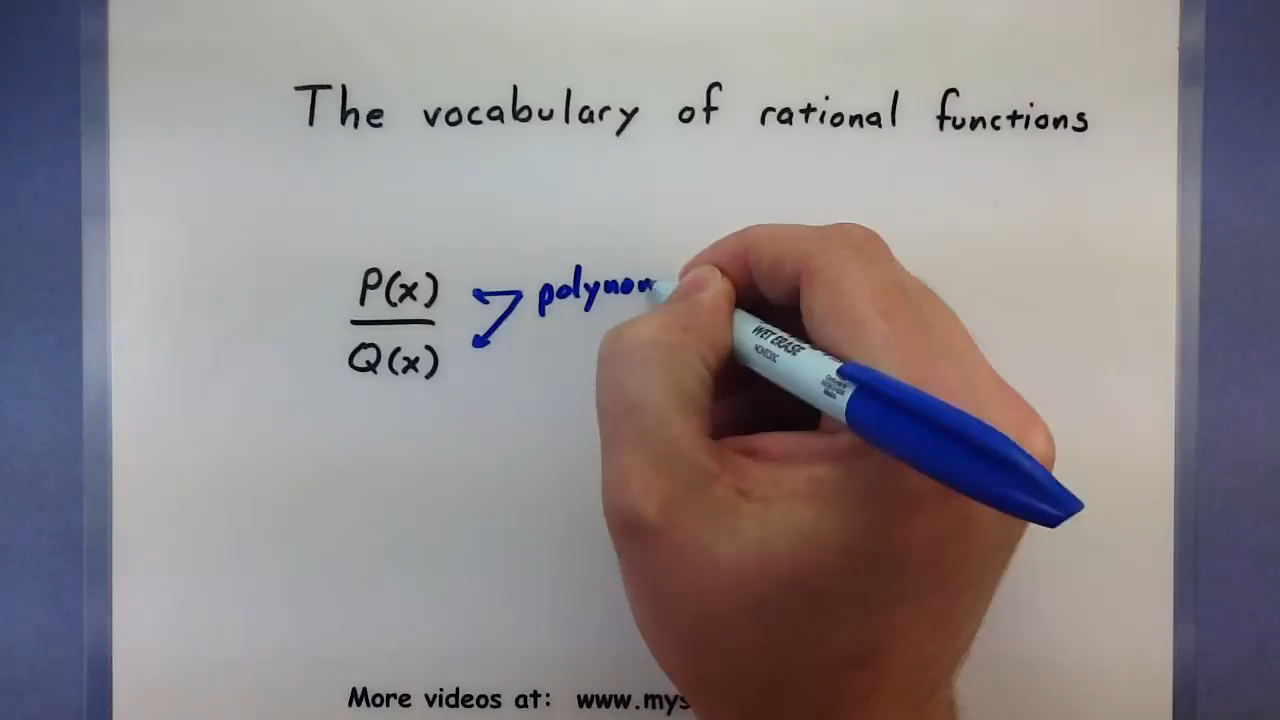 The vocabulary of rational functions
P(x) polynom
Q(x)
WET ERASE
More videos at: www.mys